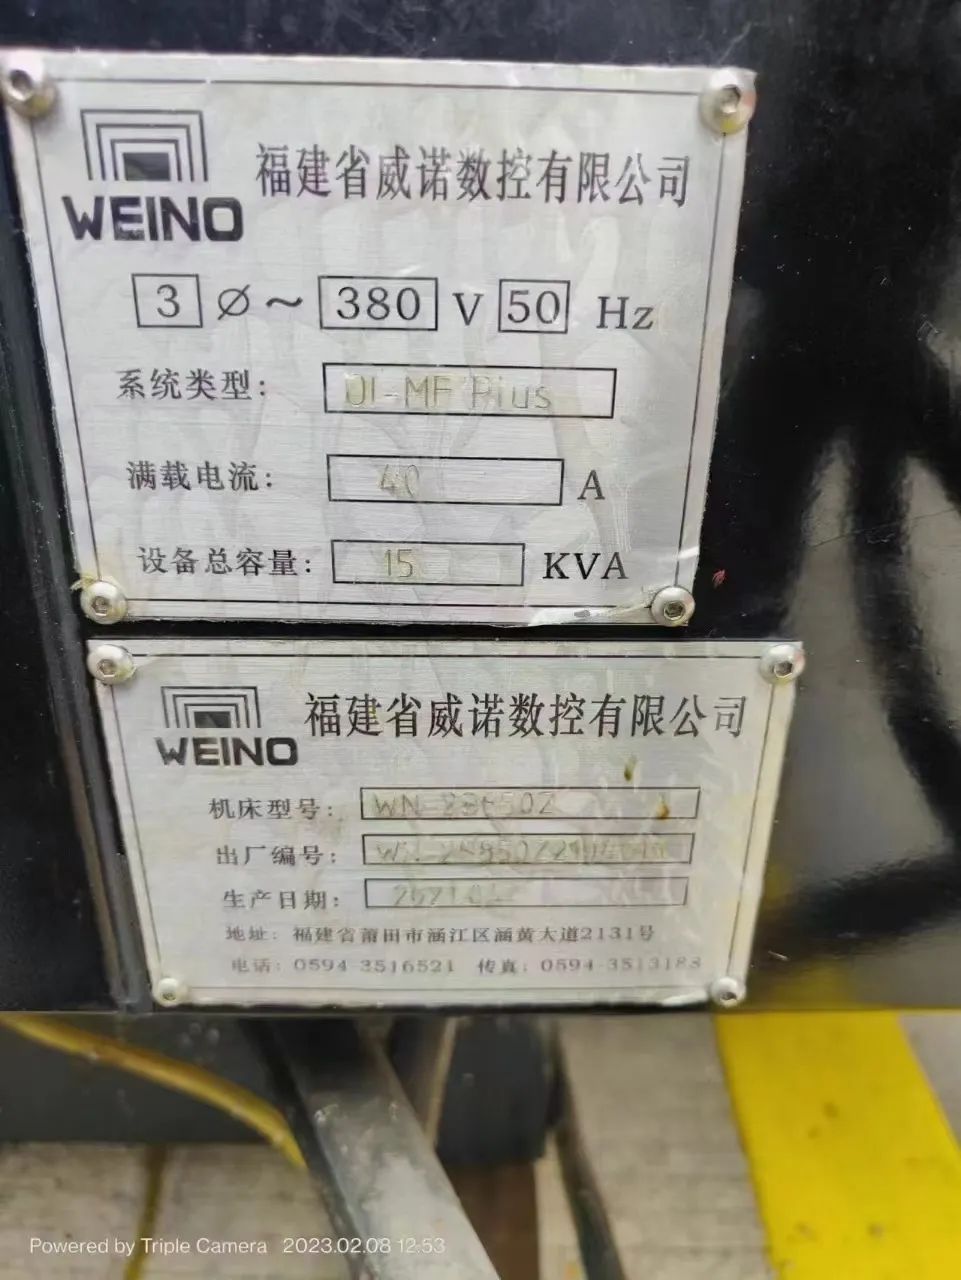 WEINO 福建省威诺数控有限公司
3 Ø ~ 380 V 50 Hz
系统类型: 0I-MF Plus
满载电流: 40 A
设备总容量: 15 KVA
WEINO 福建省威诺数控有限公司
机床型号:
出厂编号:
生产日期:
地址: 福建省莆田市涵江区涵黄大道2131号
电话: 0594-3516521 传真: 0594-3513188
Powered by Triple Camera 2023.02.08 12:53